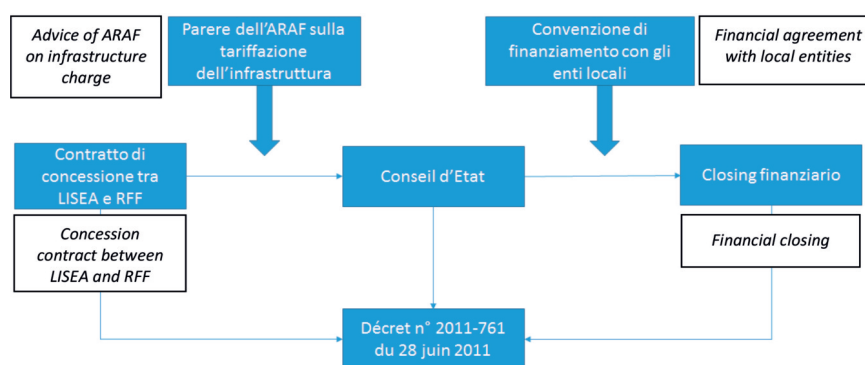 Advice of ARAF
on infrastructure
charge
Parere dell'ARAF sulla
tariffazione
dell'infrastruttura
Convenzione di
finanziamento con gli
enti locali
Financial agreement
with local entities
Contratto di
concessione tra
LISEA e RFF
Conseil d'Etat
Closing finanziario
Concession
contract between
LISEA and RFF
Financial closing
Décret n° 2011-761
du 28 juin 2011